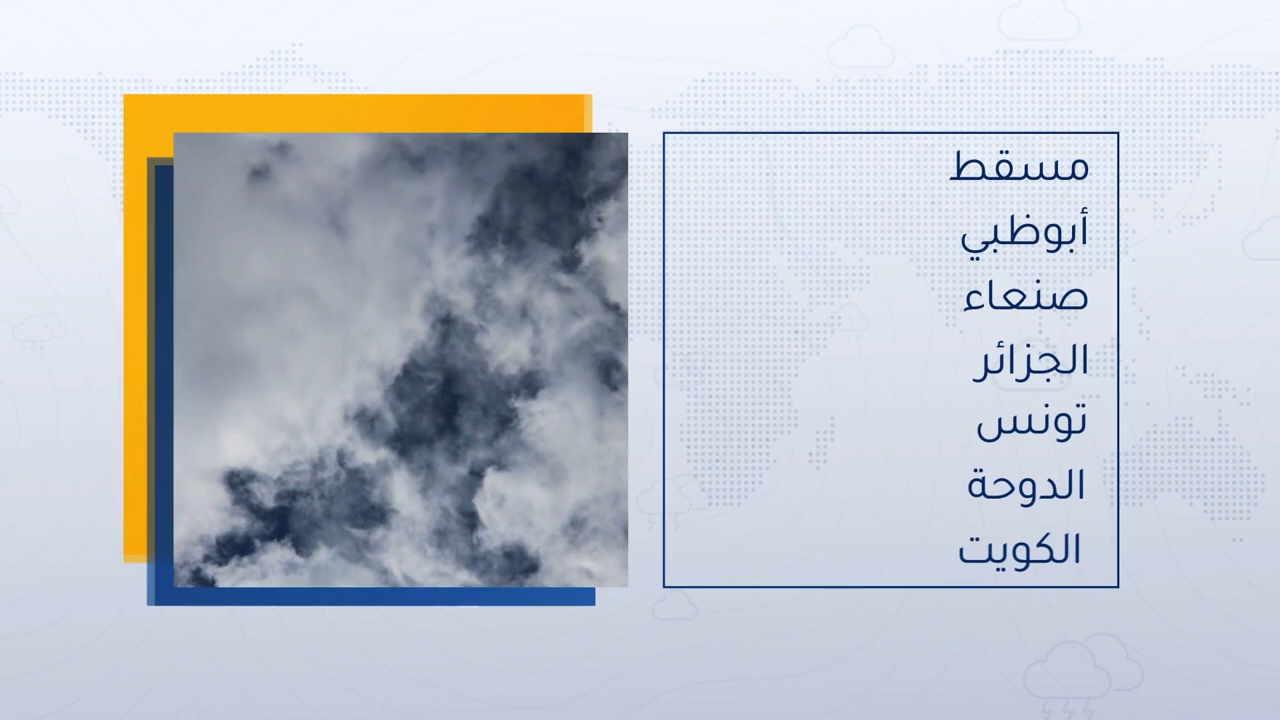 مسقط
أبوظبي
صنعاء
الجزائر
تونس
الدوحة
الكويت